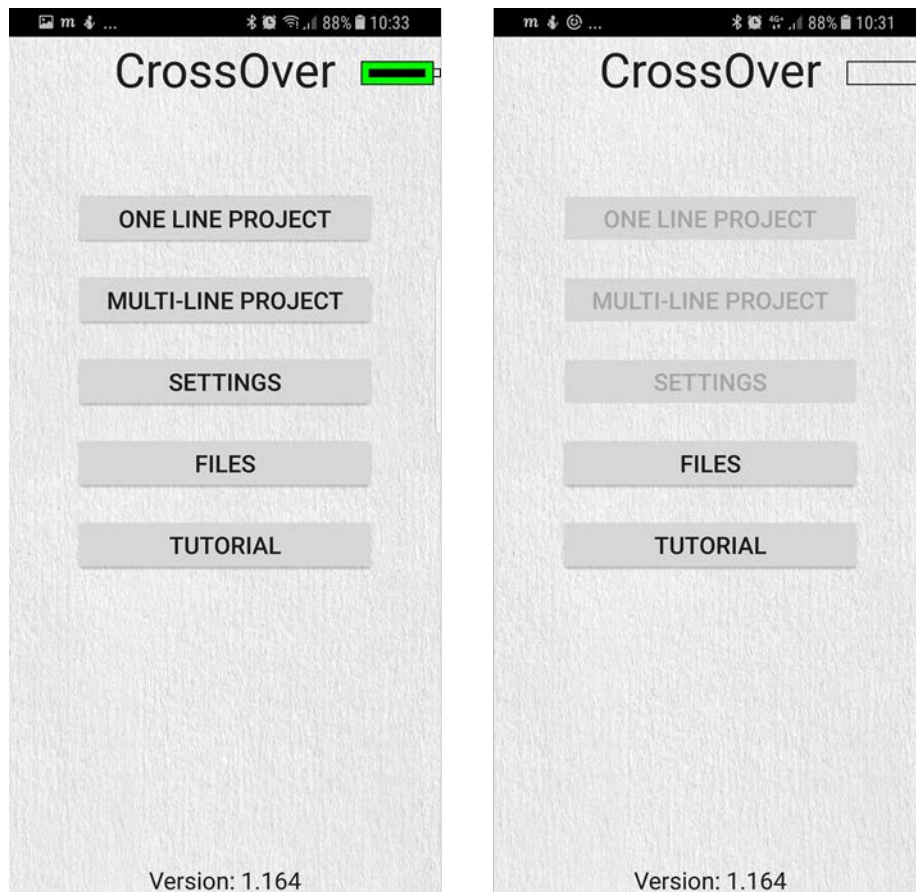 m ... 88% 10:33
CrossOver
ONE LINE PROJECT
MULTI-LINE PROJECT
SETTINGS
FILES
TUTORIAL
Version: 1.164
m ... 4G+ 88% 10:31
CrossOver
ONE LINE PROJECT
MULTI-LINE PROJECT
SETTINGS
FILES
TUTORIAL
Version: 1.164